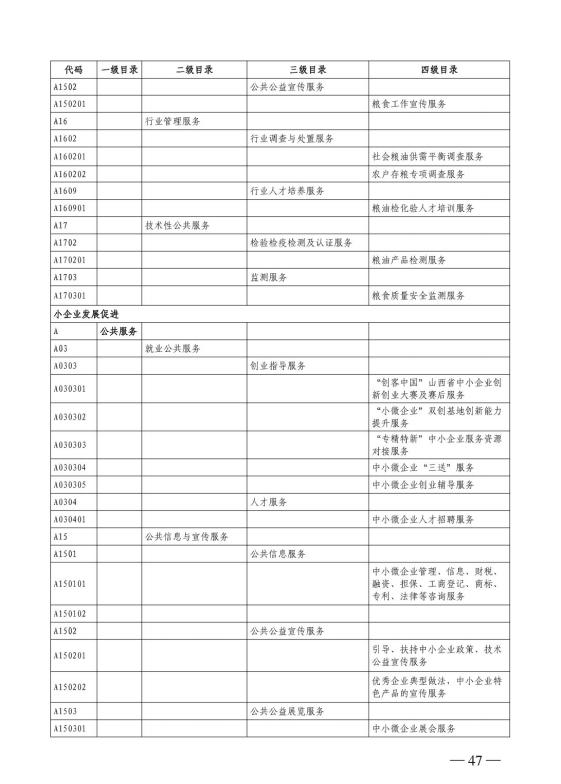 代码 一级目录 二级目录 三级目录 四级目录
A1502 公共公益宣传服务
A150201 粮食工作宣传服务
A16 行业管理服务
A1602 行业调查与处置服务
A160201 社会粮油供需平衡调查服务
A160202 农户存粮专项调查服务
A1609 行业人才培养服务
A160901 粮油检化验人才培训服务
A17 技术性公共服务
A1702 检验检疫检测及认证服务
A170201 粮油产品检测服务
A1703 监测服务
A170301 粮食质量安全监测服务
小企业发展促进
A 公共服务
A03 就业公共服务
A0303 创业指导服务
A030301 “创客中国”山西省中小企业创
新创业大赛及赛后服务
A030302 “小微企业”双创基地创新能力
提升服务
A030303 “专精特新”中小企业服务资源
对接服务
A030304 中小微企业“三送”服务
A030305 中小微企业创业辅导服务
A0304 人才服务
A030401 中小微企业人才招聘服务
A15 公共信息与宣传服务
A1501 公共信息服务
A150101 中小微企业管理、信息、财税、
融资、担保、工商登记、商标、
专利、法律等咨询服务
A150102
A1502 公共公益宣传服务
A150201 引导、扶持中小企业政策、技术
公益宣传服务
A150202 优秀企业典型做法，中小企业特
色产品的宣传服务
A1503 公共公益展览服务
A150301 中小微企业展会服务
— 47 —